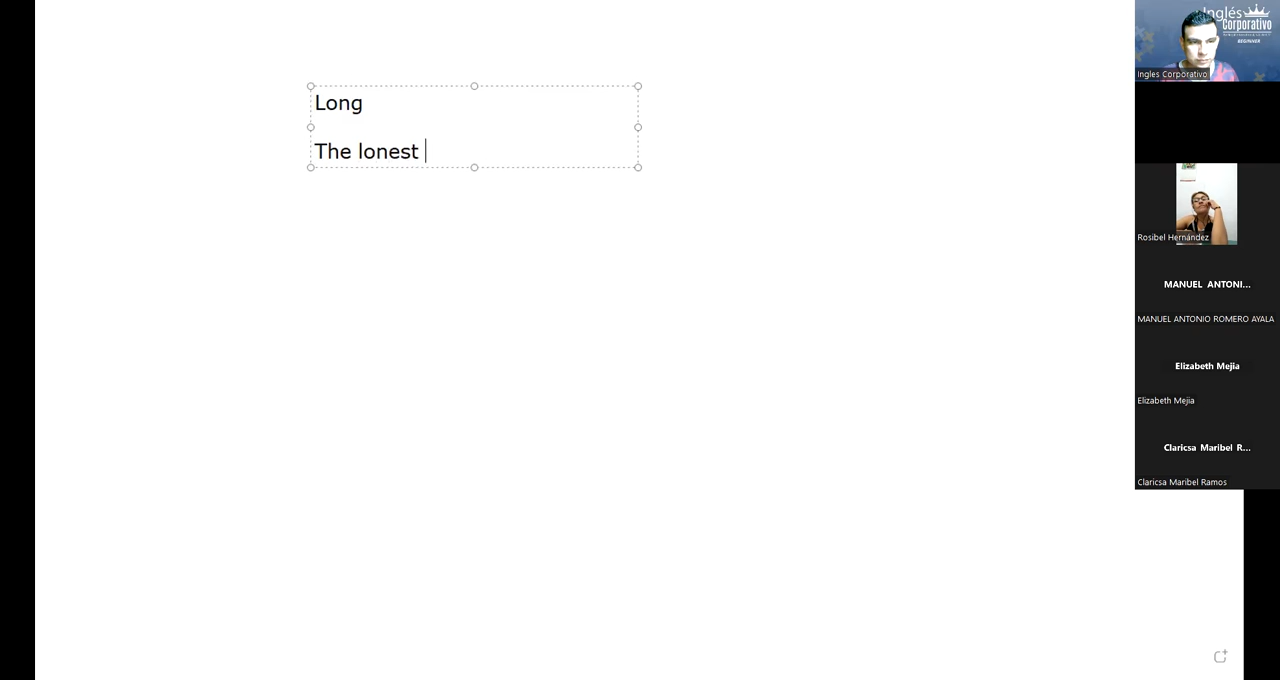 Long
The lonest
Inglés
Corporativo
BEGINNER
Ingles Corporativo
Rosibel Hernández
MANUEL ANTONI...
MANUEL ANTONIO ROMERO AYALA
Elizabeth Mejia
Elizabeth Mejia
Claricsa Maribel R...
Claricsa Maribel Ramos